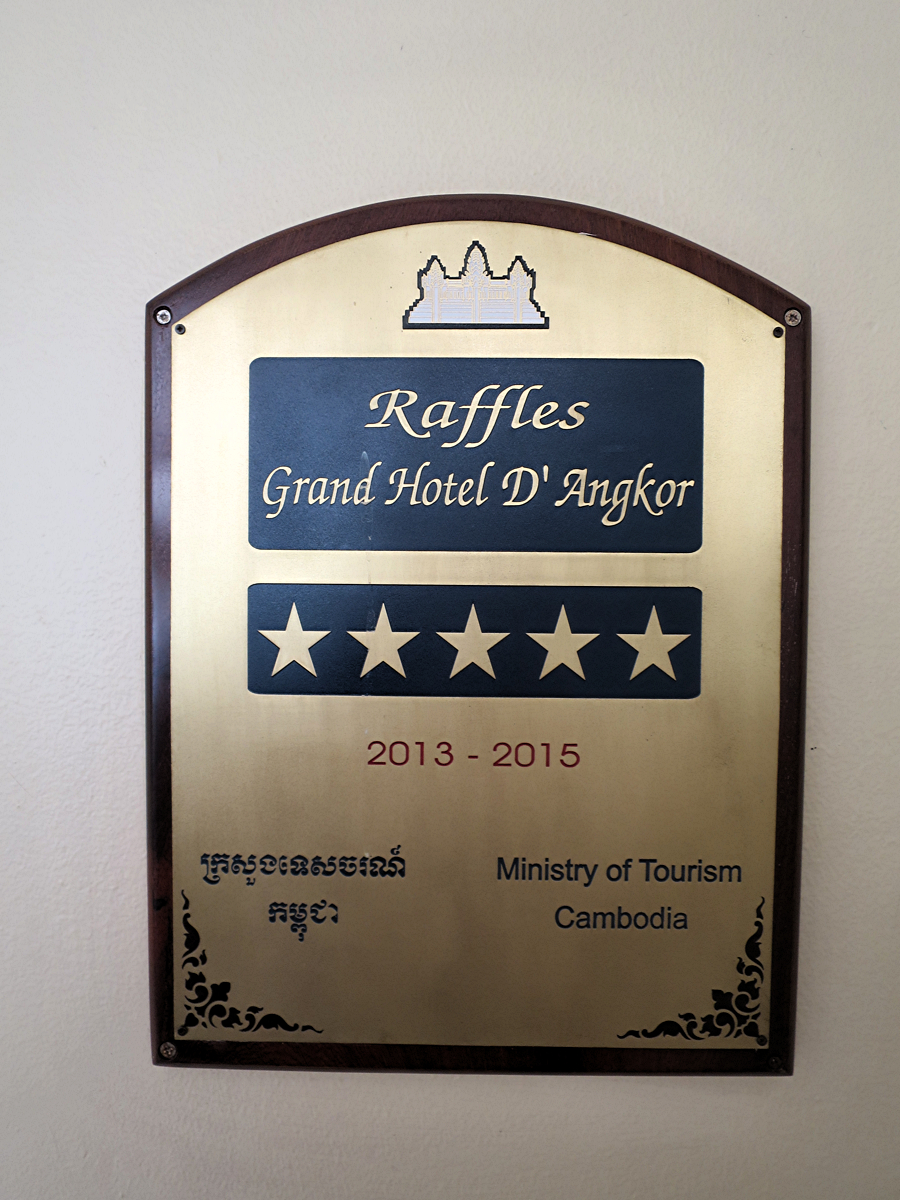 Raffles
Grand Hotel D' Angkor
2013 - 2015
ក្រសួងទេសចរណ៍
កម្ពុជា
Ministry of Tourism
Cambodia